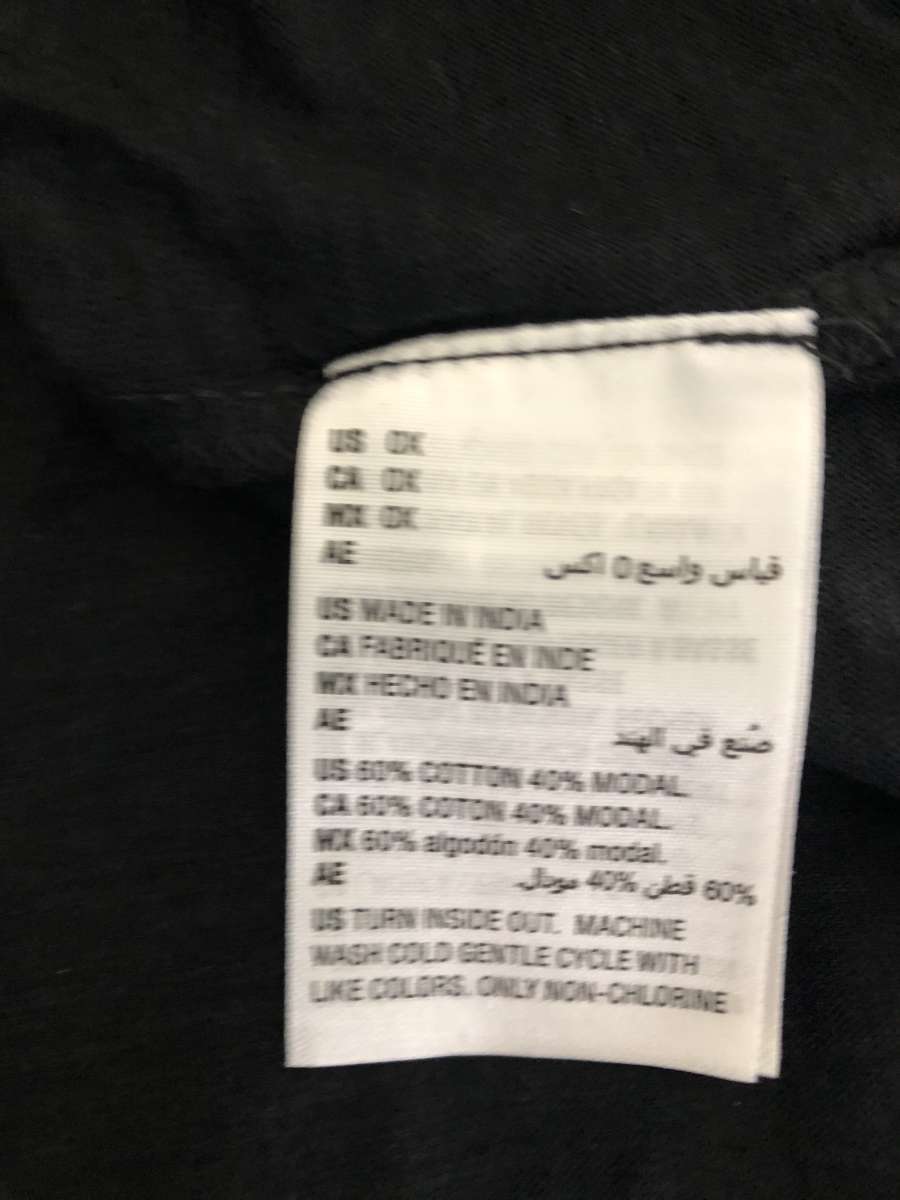 US 0X
CA 0X
MX 0X
AE قياس واسع 0 اكس
US MADE IN INDIA
CA FABRIQUÉ EN INDE
MX HECHO EN INDIA
AE صُنع في الهند
US 60% COTTON 40% MODAL.
CA 60% COTON 40% MODAL.
MX 60% algodón 40% modal.
AE 60% قطن 40% مودال.
US TURN INSIDE OUT. MACHINE
WASH COLD GENTLE CYCLE WITH
LIKE COLORS. ONLY NON-CHLORINE